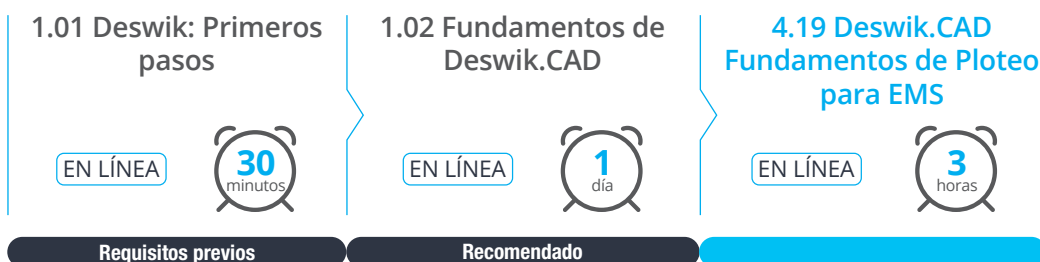 1.01 Deswik: Primeros
pasos
EN LÍNEA
30
minutos
Requisitos previos
1.02 Fundamentos de
Deswik.CAD
EN LÍNEA
1
día
Recomendado
4.19 Deswik.CAD
Fundamentos de Ploteo
para EMS
EN LÍNEA
3
horas